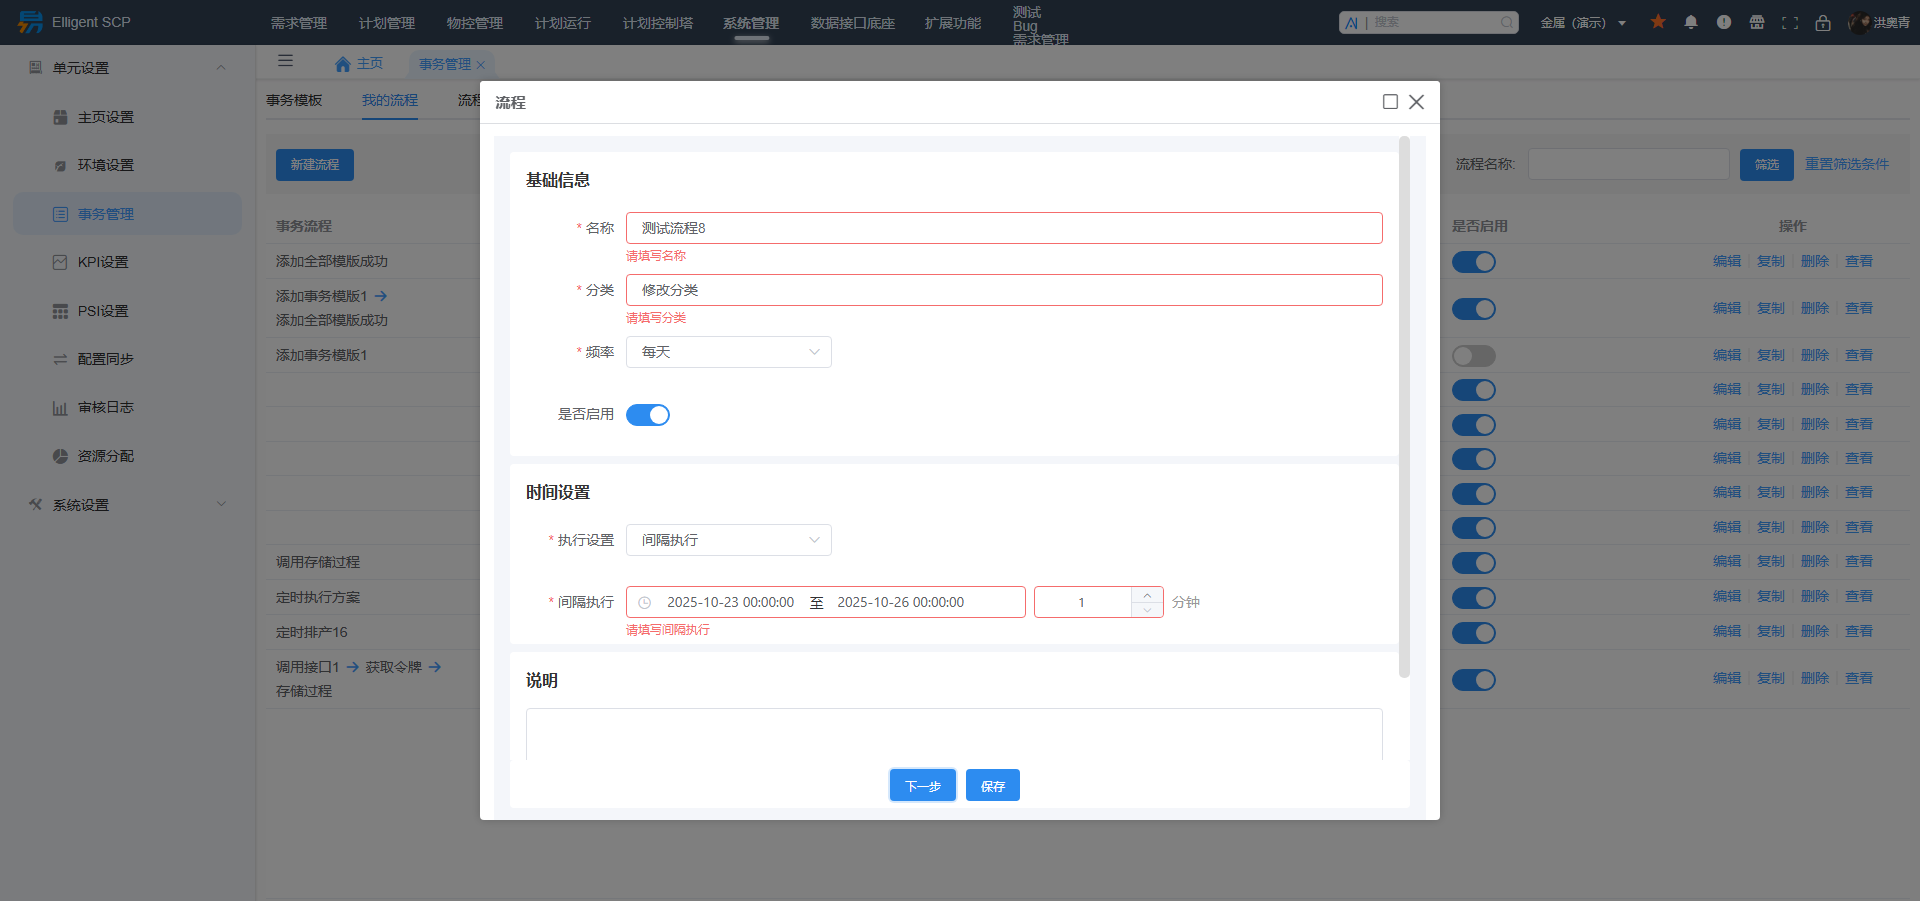 Elligent SCP
需求管理 计划管理 物控管理 计划运行 计划控制塔 系统管理 数据接口底座 扩展功能
测试
Bug
需求管理
AI | 搜索
金属（演示）
洪奥青
单元设置
主页设置
环境设置
事务管理
KPI设置
PSI设置
配置同步
审核日志
资源分配
系统设置
主页 事务管理
事务模板 我的流程 流程
新建流程
流程名称:
筛选 重置筛选条件
事务流程 是否启用 操作
添加全部模版成功 编辑 复制 删除 查看
添加事务模版1 →
添加全部模版成功 编辑 复制 删除 查看
添加事务模版1 编辑 复制 删除 查看
编辑 复制 删除 查看
编辑 复制 删除 查看
编辑 复制 删除 查看
编辑 复制 删除 查看
编辑 复制 删除 查看
调用存储过程 编辑 复制 删除 查看
定时执行方案 编辑 复制 删除 查看
定时排产16 编辑 复制 删除 查看
调用接口1 → 获取令牌 →
存储过程 编辑 复制 删除 查看
流程
基础信息
* 名称 测试流程8
请填写名称
* 分类 修改分类
请填写分类
* 频率 每天
是否启用
时间设置
* 执行设置 间隔执行
* 间隔执行 2025-10-23 00:00:00 至 2025-10-26 00:00:00 1 分钟
请填写间隔执行
说明
下一步 保存